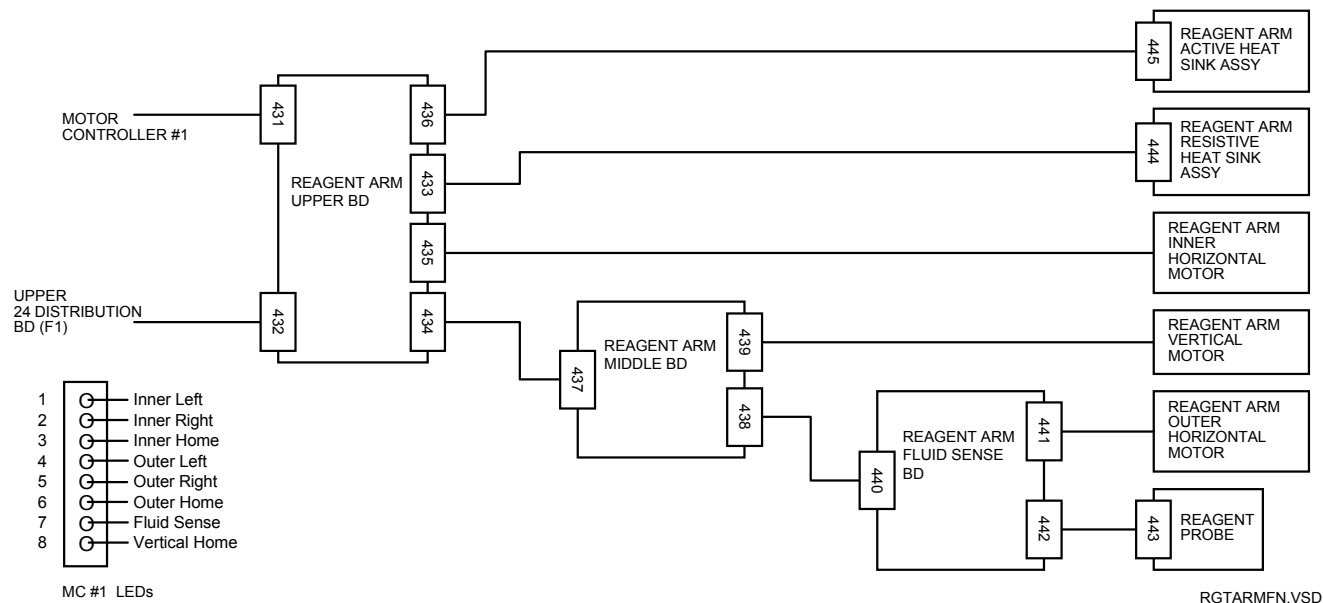 REAGENT ARM
ACTIVE HEAT
SINK ASSY
445
431
436
MOTOR
CONTROLLER #1
REAGENT ARM
RESISTIVE
HEAT SINK
ASSY
444
433
REAGENT ARM
UPPER BD
435
REAGENT ARM
INNER
HORIZONTAL
MOTOR
UPPER
24 DISTRIBUTION
BD (F1)
432
434
REAGENT ARM
MIDDLE BD
437
439
438
REAGENT ARM
VERTICAL
MOTOR
REAGENT ARM
FLUID SENSE
BD
440
441
442
REAGENT ARM
OUTER
HORIZONTAL
MOTOR
443
REAGENT
PROBE
1 Inner Left
2 Inner Right
3 Inner Home
4 Outer Left
5 Outer Right
6 Outer Home
7 Fluid Sense
8 Vertical Home
MC #1 LEDs
RGTARMFN.VSD